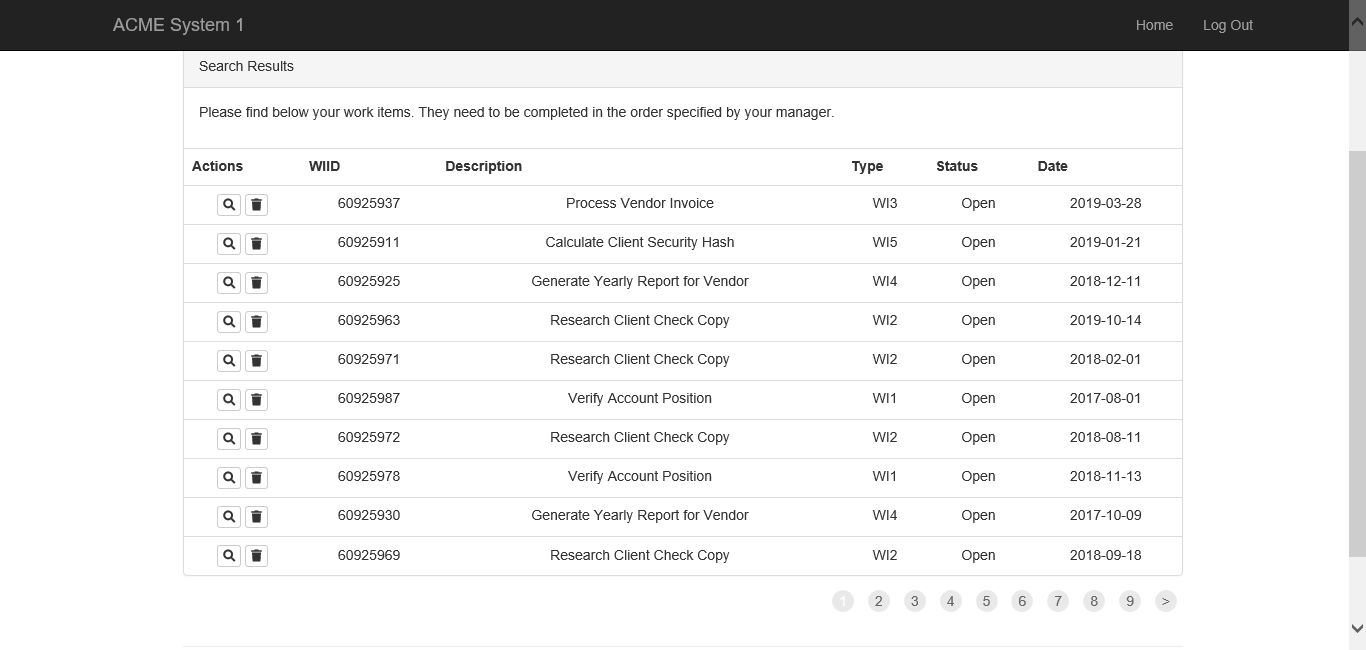 ACME System 1 Home Log Out
Search Results
Please find below your work items. They need to be completed in the order specified by your manager.
Actions WIID Description Type Status Date
60925937 Process Vendor Invoice WI3 Open 2019-03-28
60925911 Calculate Client Security Hash WI5 Open 2019-01-21
60925925 Generate Yearly Report for Vendor WI4 Open 2018-12-11
60925963 Research Client Check Copy WI2 Open 2019-10-14
60925971 Research Client Check Copy WI2 Open 2018-02-01
60925987 Verify Account Position WI1 Open 2017-08-01
60925972 Research Client Check Copy WI2 Open 2018-08-11
60925978 Verify Account Position WI1 Open 2018-11-13
60925930 Generate Yearly Report for Vendor WI4 Open 2017-10-09
60925969 Research Client Check Copy WI2 Open 2018-09-18
1 2 3 4 5 6 7 8 9 >